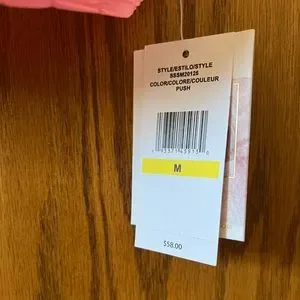 STYLE/ESTILO/STYLE
SSSM20125
COLOR/COLORE/COULEUR
PUSH
M
$58.00